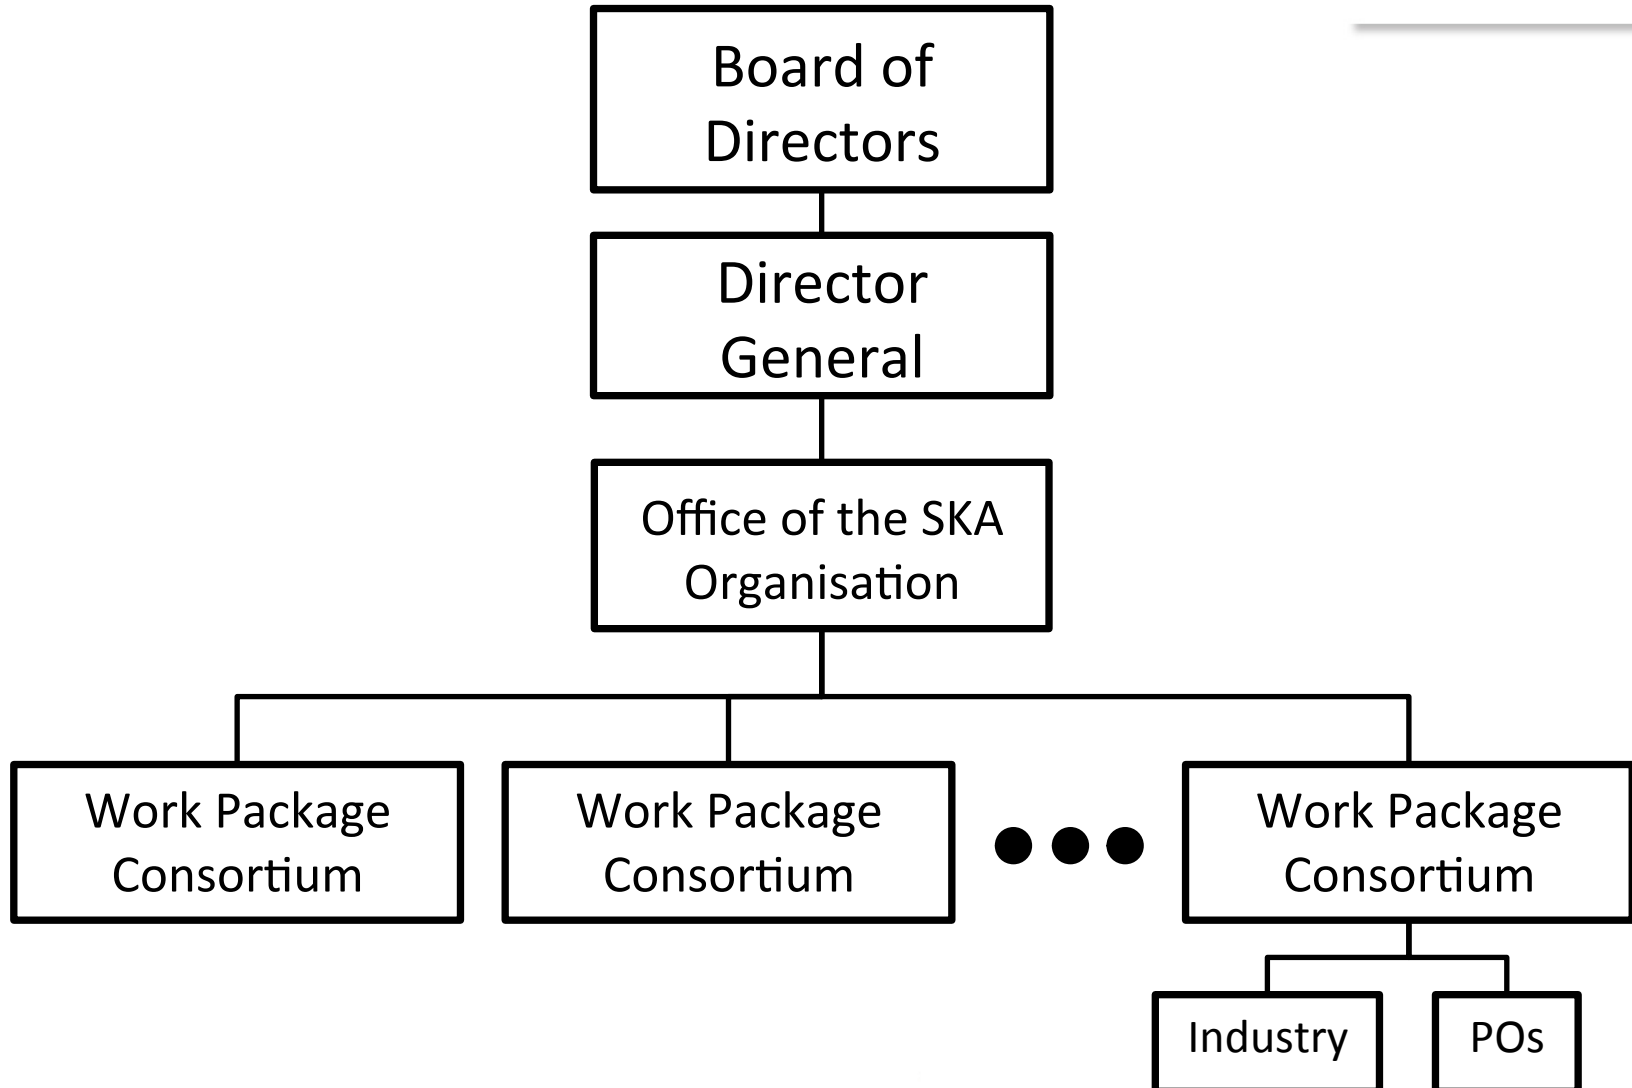 Board of
Directors
Director
General
Office of the SKA
Organisation
Work Package
Consortium
Work Package
Consortium
Work Package
Consortium
Industry
POs